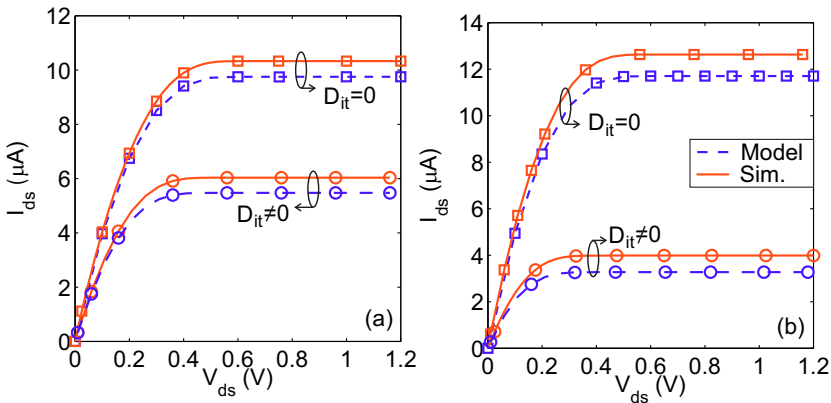 (a)
12
10
8
6
4
2
0
I_ds (μA)
D_it=0
D_it≠0
(a)
0 0.2 0.4 0.6 0.8 1 1.2
V_ds (V)
14
12
10
8
6
4
2
0
I_ds (μA)
D_it=0
Model
Sim.
D_it≠0
(b)
0 0.2 0.4 0.6 0.8 1 1.2
V_ds (V)